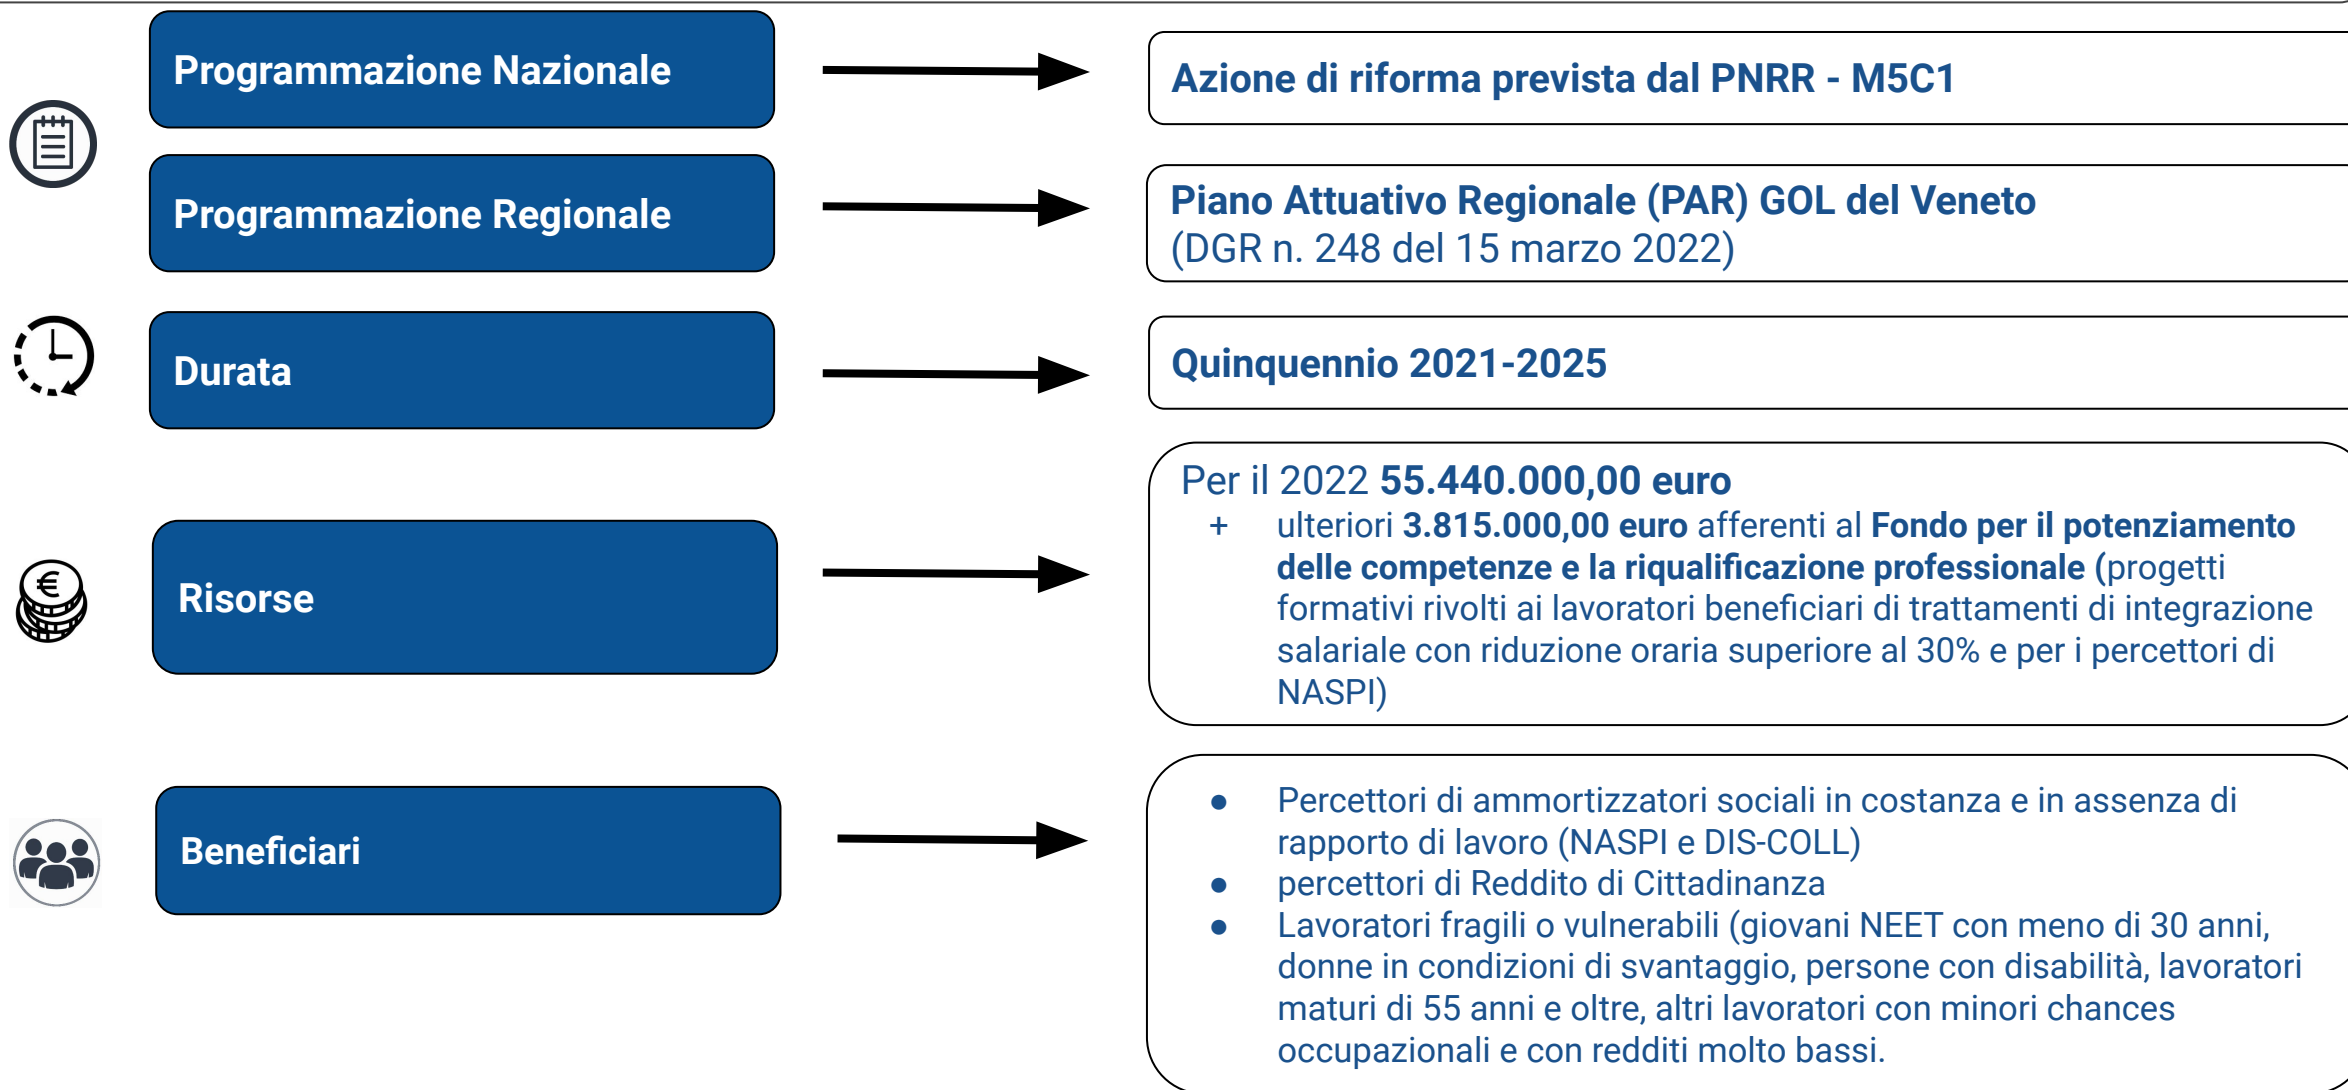 Programmazione Nazionale
Azione di riforma prevista dal PNRR - M5C1
Programmazione Regionale
Piano Attuativo Regionale (PAR) GOL del Veneto
(DGR n. 248 del 15 marzo 2022)
Durata
Quinquennio 2021-2025
Risorse
Per il 2022 55.440.000,00 euro
+ ulteriori 3.815.000,00 euro afferenti al Fondo per il potenziamento
delle competenze e la riqualificazione professionale (progetti
formativi rivolti ai lavoratori beneficiari di trattamenti di integrazione
salariale con riduzione oraria superiore al 30% e per i percettori di
NASPI)
Beneficiari
● Percettori di ammortizzatori sociali in costanza e in assenza di
rapporto di lavoro (NASPI e DIS-COLL)
● percettori di Reddito di Cittadinanza
● Lavoratori fragili o vulnerabili (giovani NEET con meno di 30 anni,
donne in condizioni di svantaggio, persone con disabilità, lavoratori
maturi di 55 anni e oltre, altri lavoratori con minori chances
occupazionali e con redditi molto bassi.